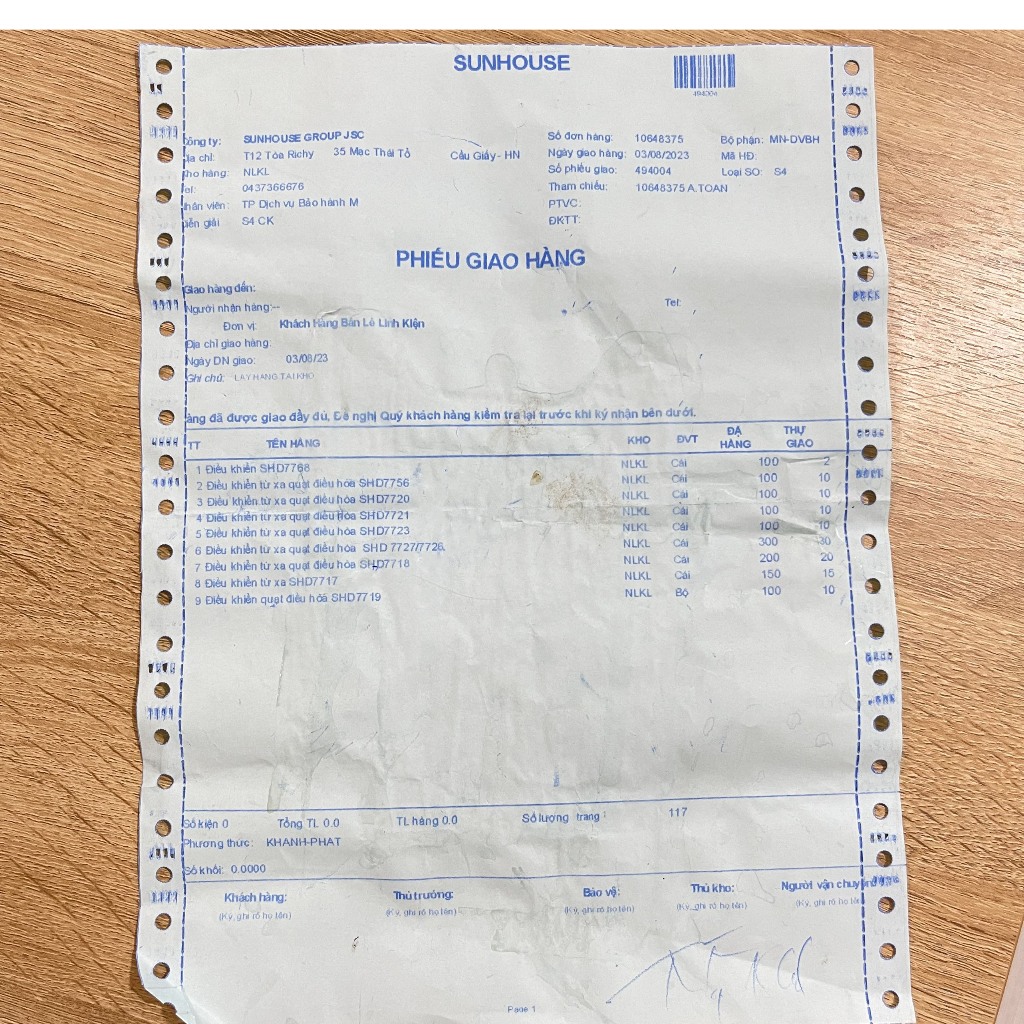 SUNHOUSE
494004
Công ty: SUNHOUSE GROUP JSC Số đơn hàng: 10648375 Bộ phận: MN-DVBH
Địa chỉ: T12 Tòa Richy 35 Mạc Thái Tổ Cầu Giấy- HN Ngày giao hàng: 03/08/2023 Mã HĐ:
Kho hàng: NLKL Số phiếu giao: 494004 Loại SO: S4
Tel: 0437366676 Tham chiếu: 10648375 A.TOAN
Nhân viên: TP Dịch vụ Bảo hành M PTVC:
Diễn giải S4 CK ĐKTT:
PHIẾU GIAO HÀNG
Giao hàng đến:
Người nhận hàng:-- Tel:
Đơn vị: Khách Hàng Bán Lẻ Linh Kiện
Địa chỉ giao hàng:
Ngày DN giao: 03/08/23
Ghi chú: LAY HANG TAI KHO
àng đã được giao đầy đủ, Đề nghị Quý khách hàng kiểm tra lại trước khi ký nhận bên dưới.
TT TÊN HÀNG KHO ĐVT ĐẠ HÀNG THỰ GIAO
1 Điều khiển SHD7768 NLKL Cái 100 2
2 Điều khiển từ xa quạt điều hòa SHD7756 NLKL Cái 100 10
3 Điều khiển từ xa quạt điều hòa SHD7720 NLKL Cái 100 10
4 Điều khiển từ xa quạt điều hòa SHD7721 NLKL Cái 100 10
5 Điều khiển từ xa quạt điều hòa SHD7723 NLKL Cái 100 10
6 Điều khiển từ xa quạt điều hòa SHD 7727/7726, NLKL Cái 300 30
7 Điều khiển từ xa quạt điều hòa SHD7718 NLKL Cái 200 20
8 Điều khiển từ xa SHD7717 NLKL Cái 150 15
9 Điều khiển quạt điều hòa SHD7719 NLKL Bộ 100 10
Số kiện 0 Tổng TL 0.0 TL hàng 0.0 Số lượng trang : 117
Phương thức: KHANH-PHAT
Số khối: 0.0000
Khách hàng: Thủ trưởng: Bảo vệ: Thủ kho: Người vận chuyển
(Ký, ghi rõ họ tên) (Ký, ghi rõ họ tên) (Ký, ghi rõ họ tên) (Ký, ghi rõ họ tên) (Ký, ghi rõ họ tên)
Page 1